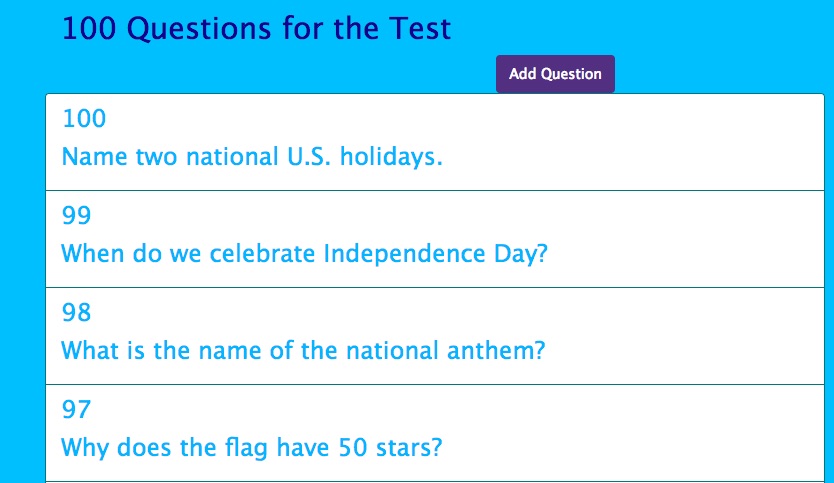 100 Questions for the Test
Add Question
100
Name two national U.S. holidays.
99
When do we celebrate Independence Day?
98
What is the name of the national anthem?
97
Why does the flag have 50 stars?